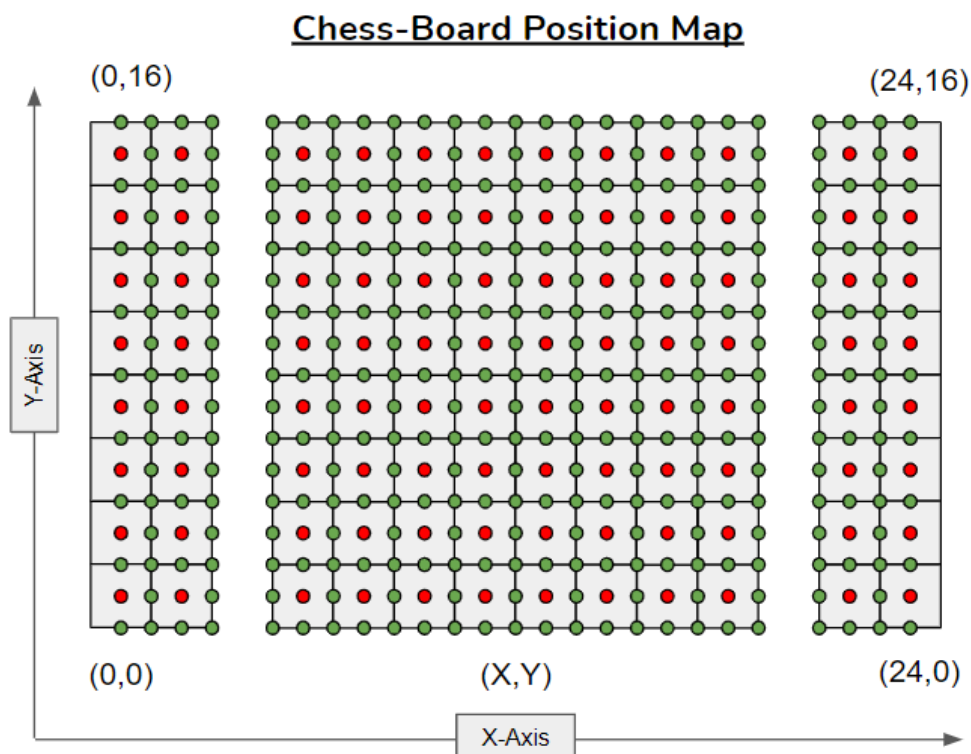 Chess-Board Position Map
(0,16)
(24,16)
Y-Axis
(0,0)
(X,Y)
(24,0)
X-Axis